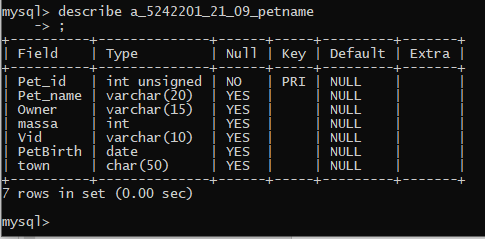 mysql> describe a_5242201_21_09_petname
    -> ;
+-----------+--------------+------+-----+---------+-------+
| Field     | Type         | Null | Key | Default | Extra |
+-----------+--------------+------+-----+---------+-------+
| Pet_id    | int unsigned | NO   | PRI | NULL    |       |
| Pet_name  | varchar(20)  | YES  |     | NULL    |       |
| Owner     | varchar(15)  | YES  |     | NULL    |       |
| massa     | int          | YES  |     | NULL    |       |
| Vid       | varchar(10)  | YES  |     | NULL    |       |
| PetBirth  | date         | YES  |     | NULL    |       |
| town      | char(50)     | YES  |     | NULL    |       |
+-----------+--------------+------+-----+---------+-------+
7 rows in set (0.00 sec)
mysql>